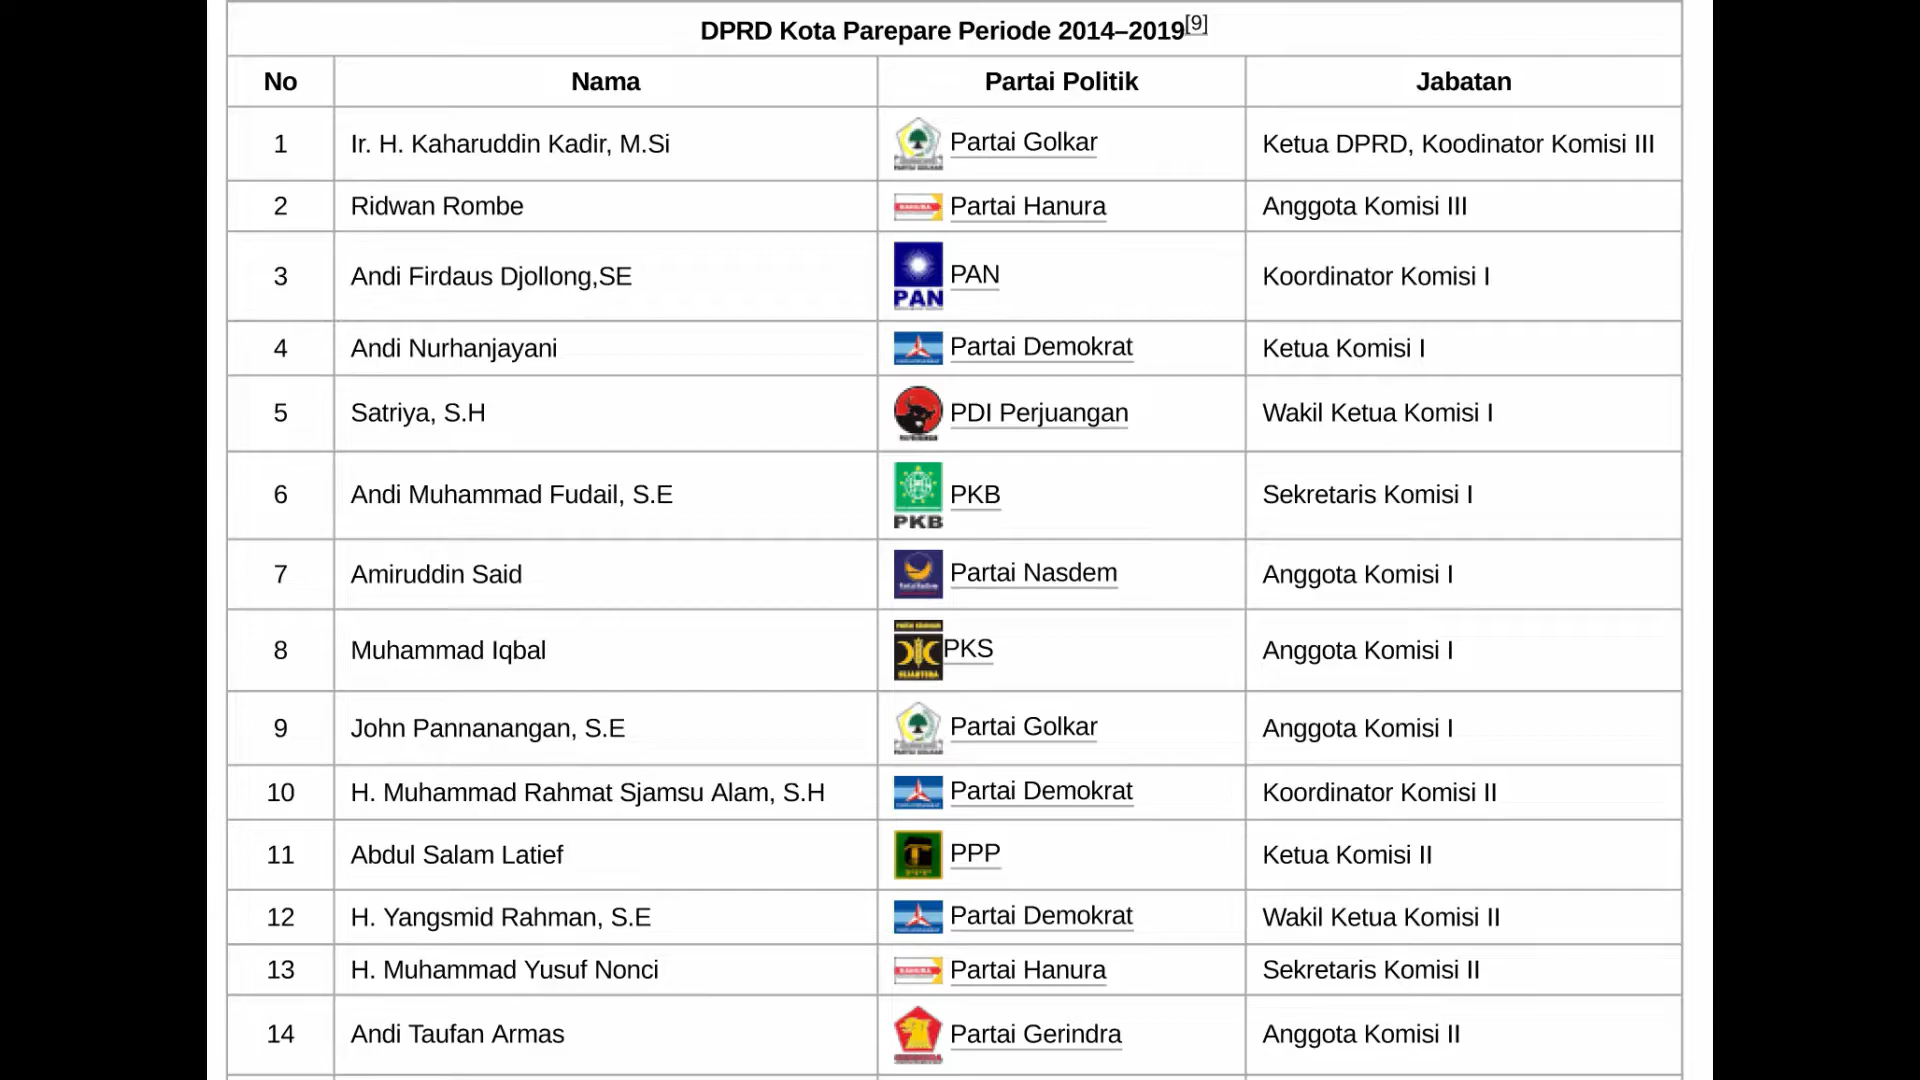 DPRD Kota Parepare Periode 2014–2019[9]
No Nama Partai Politik Jabatan
1 Ir. H. Kaharuddin Kadir, M.Si Partai Golkar Ketua DPRD, Koodinator Komisi III
2 Ridwan Rombe Partai Hanura Anggota Komisi III
3 Andi Firdaus Djollong,SE PAN PAN Koordinator Komisi I
4 Andi Nurhanjayani Partai Demokrat Ketua Komisi I
5 Satriya, S.H PDI Perjuangan Wakil Ketua Komisi I
6 Andi Muhammad Fudail, S.E PKB PKB Sekretaris Komisi I
7 Amiruddin Said Partai Nasdem Anggota Komisi I
8 Muhammad Iqbal PKS Anggota Komisi I
9 John Pannanangan, S.E Partai Golkar Anggota Komisi I
10 H. Muhammad Rahmat Sjamsu Alam, S.H Partai Demokrat Koordinator Komisi II
11 Abdul Salam Latief PPP Ketua Komisi II
12 H. Yangsmid Rahman, S.E Partai Demokrat Wakil Ketua Komisi II
13 H. Muhammad Yusuf Nonci HANURA Partai Hanura Sekretaris Komisi II
14 Andi Taufan Armas Partai Gerindra Anggota Komisi II